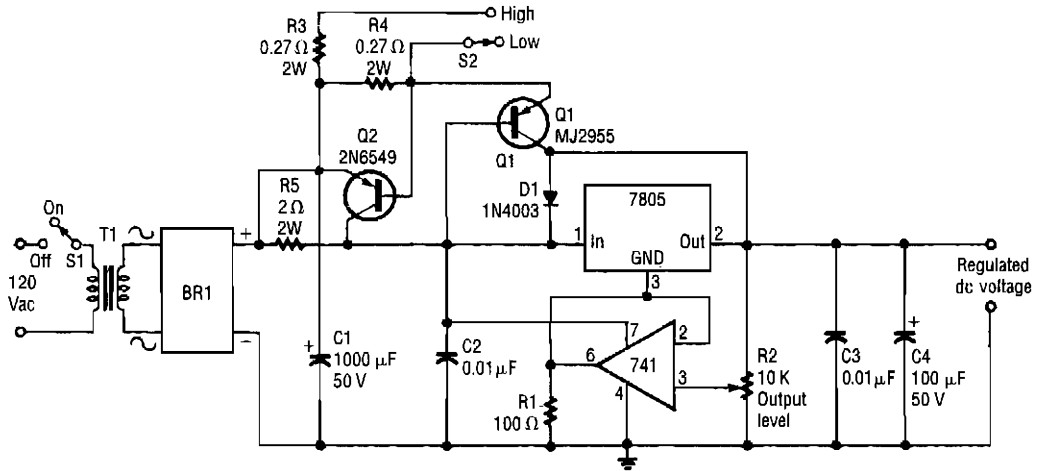 R3
0.27 Ω
2W
R4
0.27 Ω
2W
High
Low
S2
Q1
MJ2955
Q1
Q2
2N6549
R5
2 Ω
2W
D1
1N4003
7805
In
Out
GND
1
2
3
On
Off
S1
T1
120
Vac
BR1
+
−
+
C1
1000 µF
50 V
C2
0.01 µF
7
2
6
741
3
4
R1
100 Ω
R2
10 K
Output
level
C3
0.01 µF
+
C4
100 µF
50 V
Regulated
dc voltage